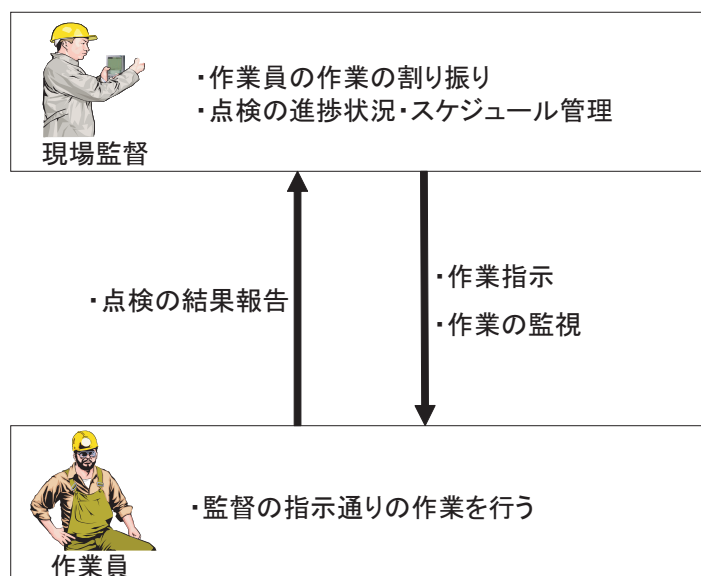 ・作業員の作業の割り振り
・点検の進捗状況・スケジュール管理
現場監督
・点検の結果報告
・作業指示
・作業の監視
・監督の指示通りの作業を行う
作業員